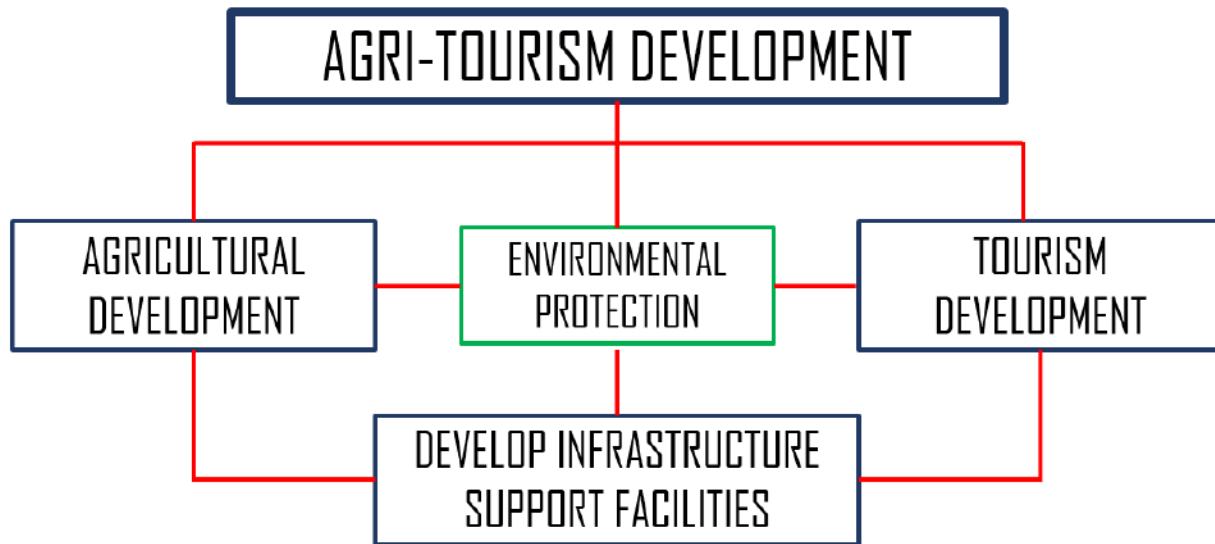 AGRI-TOURISM DEVELOPMENT
AGRICULTURAL
DEVELOPMENT
ENVIRONMENTAL
PROTECTION
TOURISM
DEVELOPMENT
DEVELOP INFRASTRUCTURE
SUPPORT FACILITIES